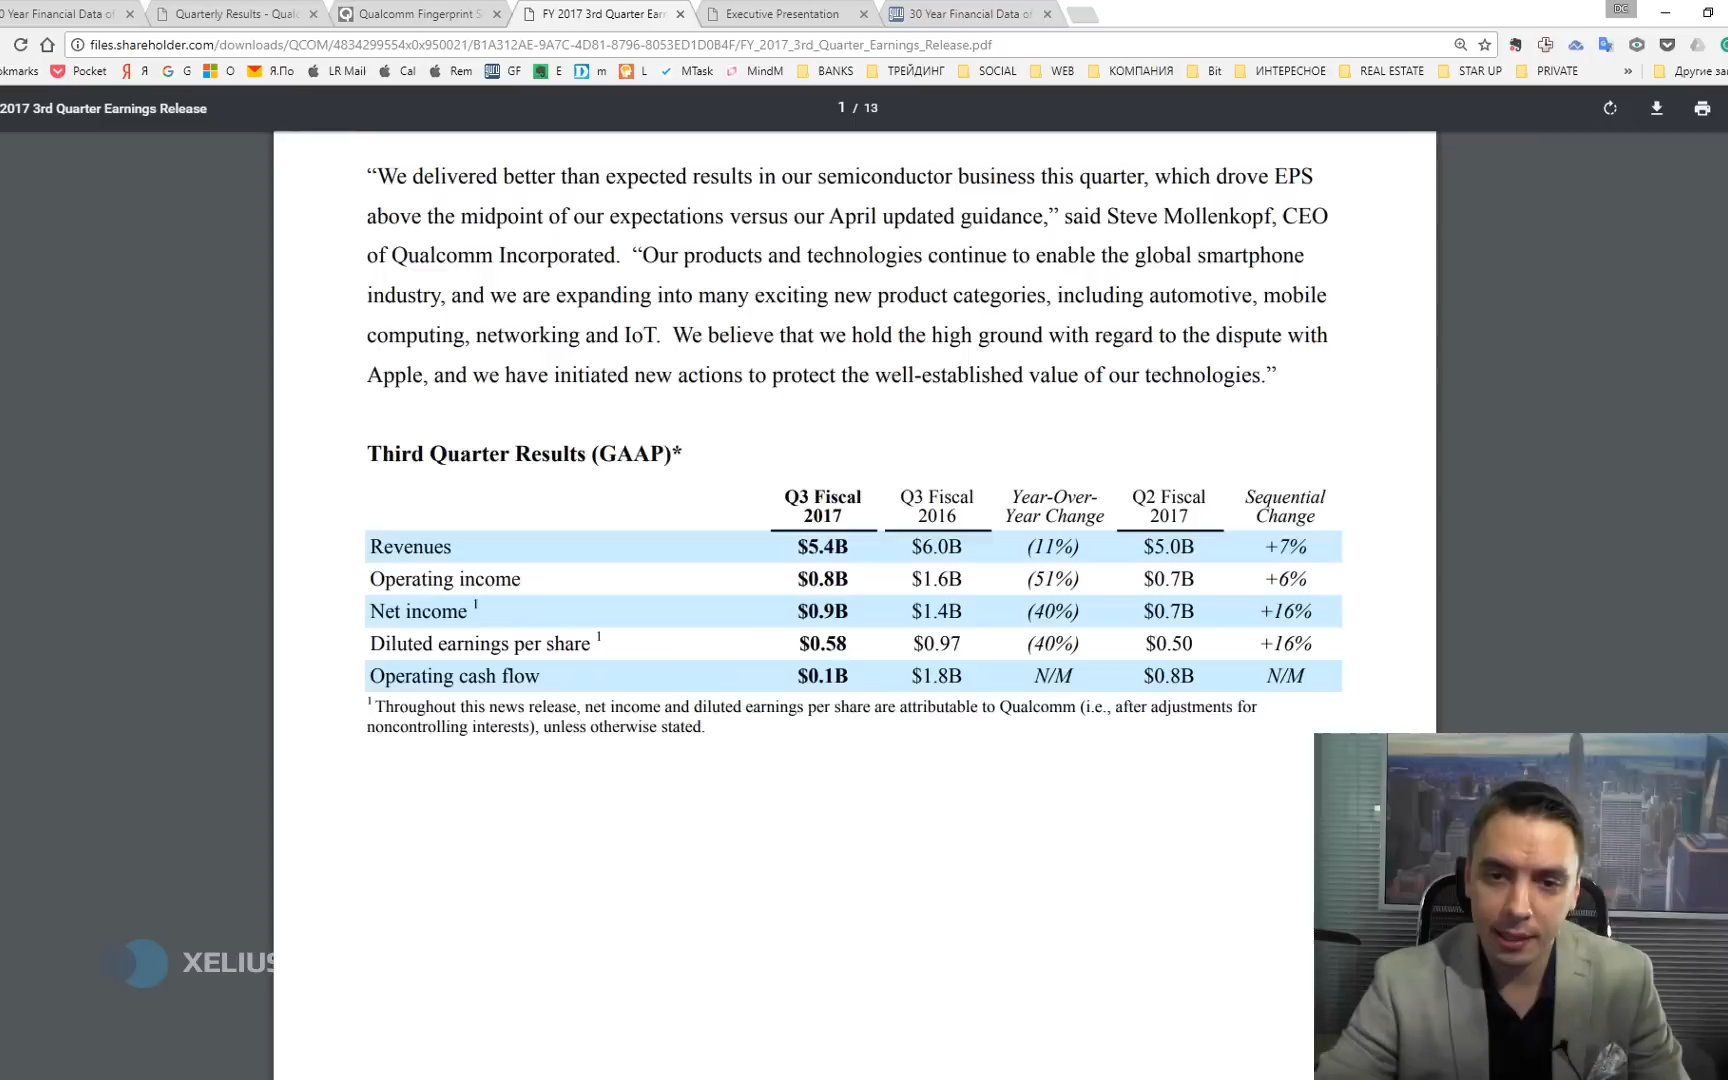 0 Year Financial Data of
Quarterly Results - Qual
Qualcomm Fingerprint S
FY 2017 3rd Quarter Ear
Executive Presentation
30 Year Financial Data of
DC
files.shareholder.com/downloads/QCOM/4834299554x0x950021/B1A312AE-9A7C-4D81-8796-8053ED1D0B4F/FY_2017_3rd_Quarter_Earnings_Release.pdf
okmarks Pocket Я G O Я.По LR Mail Cal Rem GF E m L MTask MindM BANKS ТРЕЙДИНГ SOCIAL WEB КОМПАНИЯ Bit ИНТЕРЕСНОЕ REAL ESTATE STAR UP PRIVATE » Другие за
2017 3rd Quarter Earnings Release
1 / 13
“We delivered better than expected results in our semiconductor business this quarter, which drove EPS
above the midpoint of our expectations versus our April updated guidance,” said Steve Mollenkopf, CEO
of Qualcomm Incorporated. “Our products and technologies continue to enable the global smartphone
industry, and we are expanding into many exciting new product categories, including automotive, mobile
computing, networking and IoT. We believe that we hold the high ground with regard to the dispute with
Apple, and we have initiated new actions to protect the well-established value of our technologies.”
Third Quarter Results (GAAP)*
Q3 Fiscal Q3 Fiscal Year-Over- Q2 Fiscal Sequential
2017 2016 Year Change 2017 Change
Revenues $5.4B $6.0B (11%) $5.0B +7%
Operating income $0.8B $1.6B (51%) $0.7B +6%
Net income 1 $0.9B $1.4B (40%) $0.7B +16%
Diluted earnings per share 1 $0.58 $0.97 (40%) $0.50 +16%
Operating cash flow $0.1B $1.8B N/M $0.8B N/M
1 Throughout this news release, net income and diluted earnings per share are attributable to Qualcomm (i.e., after adjustments for
noncontrolling interests), unless otherwise stated.
XELIUS